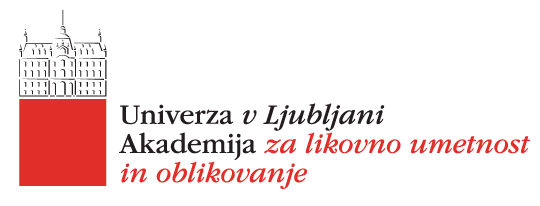 Univerza v Ljubljani
Akademija za likovno umetnost
in oblikovanje